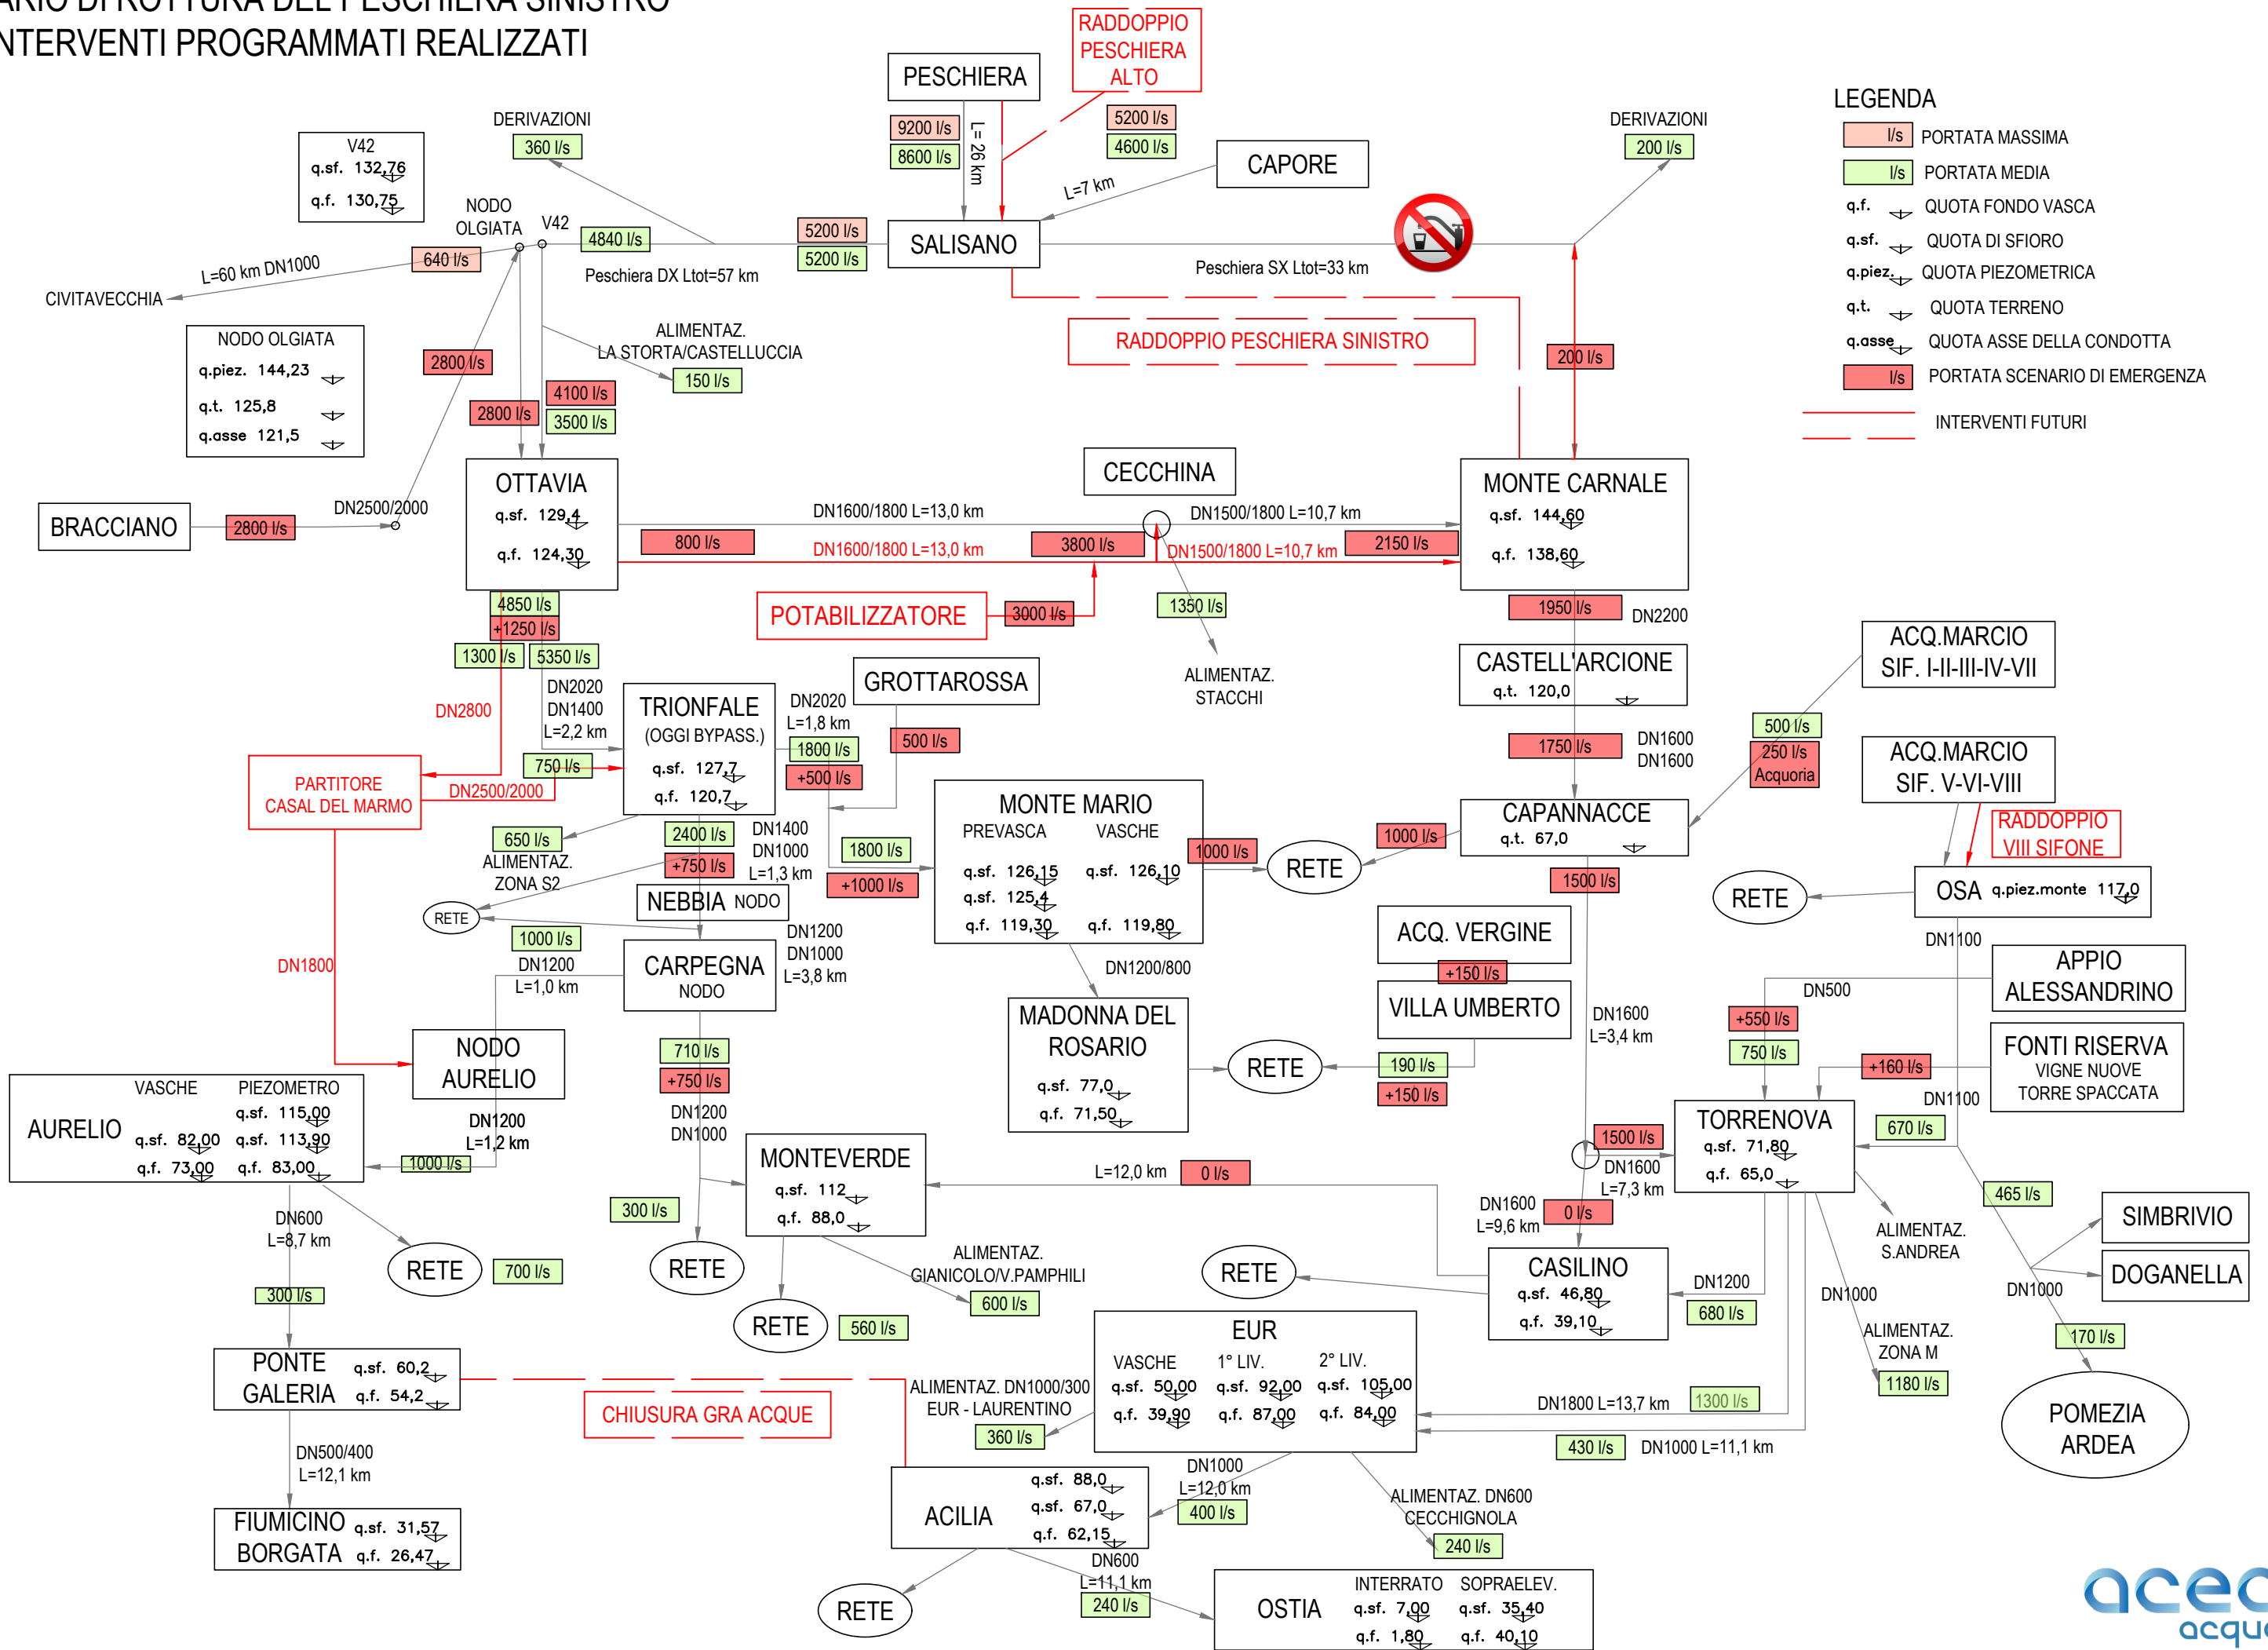 ARIO DI ROTTURA DEL PESCHIERA SINISTRO
NTERVENTI PROGRAMMATI REALIZZATI
RADDOPPIO
PESCHIERA
ALTO
PESCHIERA
9200 l/s
8600 l/s
L= 26 km
5200 l/s
4600 l/s
CAPORE
L=7 km
SALISANO
DERIVAZIONI
360 l/s
DERIVAZIONI
200 l/s
LEGENDA
l/s PORTATA MASSIMA
l/s PORTATA MEDIA
q.f. QUOTA FONDO VASCA
q.sf. QUOTA DI SFIORO
q.piez. QUOTA PIEZOMETRICA
q.t. QUOTA TERRENO
q.asse QUOTA ASSE DELLA CONDOTTA
l/s PORTATA SCENARIO DI EMERGENZA
INTERVENTI FUTURI
V42
q.sf. 132,76
q.f. 130,75
NODO
OLGIATA
V42
4840 l/s
5200 l/s
5200 l/s
Peschiera DX Ltot=57 km
Peschiera SX Ltot=33 km
640 l/s
L=60 km DN1000
CIVITAVECCHIA
NODO OLGIATA
q.piez. 144,23
q.t. 125,8
q.asse 121,5
2800 l/s
2800 l/s
4100 l/s
3500 l/s
ALIMENTAZ.
LA STORTA/CASTELLUCCIA
150 l/s
RADDOPPIO PESCHIERA SINISTRO
200 l/s
BRACCIANO
2800 l/s
DN2500/2000
OTTAVIA
q.sf. 129,4
q.f. 124,30
800 l/s
DN1600/1800 L=13,0 km
DN1600/1800 L=13,0 km
CECCHINA
3800 l/s
DN1500/1800 L=10,7 km
DN1500/1800 L=10,7 km
2150 l/s
MONTE CARNALE
q.sf. 144,60
q.f. 138,60
POTABILIZZATORE
3000 l/s
1350 l/s
ALIMENTAZ.
STACCHI
1950 l/s
DN2200
CASTELL'ARCIONE
q.t. 120,0
1750 l/s
DN1600
DN1600
ACQ.MARCIO
SIF. I-II-III-IV-VII
500 l/s
250 l/s
Acquoria
ACQ.MARCIO
SIF. V-VI-VIII
RADDOPPIO
VIII SIFONE
4850 l/s
+1250 l/s
1300 l/s
5350 l/s
DN2020
DN1400
L=2,2 km
DN2800
TRIONFALE
(OGGI BYPASS.)
q.sf. 127,7
q.f. 120,7
DN2020
L=1,8 km
1800 l/s
+500 l/s
GROTTAROSSA
500 l/s
750 l/s
DN2500/2000
PARTITORE
CASAL DEL MARMO
650 l/s
ALIMENTAZ.
ZONA S2
2400 l/s
+750 l/s
DN1400
DN1000
L=1,3 km
1800 l/s
+1000 l/s
MONTE MARIO
PREVASCA VASCHE
q.sf. 126,15 q.sf. 126,10
q.sf. 125,4
q.f. 119,30 q.f. 119,80
1000 l/s
RETE
1000 l/s
CAPANNACCE
q.t. 67,0
1500 l/s
RETE
OSA q.piez.monte 117,0
DN1100
NEBBIA NODO
RETE
1000 l/s
DN1200
L=1,0 km
CARPEGNA
NODO
DN1200
DN1000
L=3,8 km
DN1800
DN1200/800
ACQ. VERGINE
+150 l/s
VILLA UMBERTO
190 l/s
+150 l/s
MADONNA DEL
ROSARIO
q.sf. 77,0
q.f. 71,50
RETE
DN1600
L=3,4 km
APPIO
ALESSANDRINO
DN500
+550 l/s
750 l/s
FONTI RISERVA
VIGNE NUOVE
TORRE SPACCATA
+160 l/s
DN1100
NODO
AURELIO
710 l/s
+750 l/s
DN1200
DN1000
AURELIO
VASCHE PIEZOMETRO
q.sf. 115,00
q.sf. 82,00 q.sf. 113,90
q.f. 73,00 q.f. 83,00
DN1200
L=1,2 km
1000 l/s
MONTEVERDE
q.sf. 112
q.f. 88,0
L=12,0 km
0 l/s
TORRENOVA
q.sf. 71,80
q.f. 65,0
1500 l/s
DN1600
L=7,3 km
670 l/s
DN1600
L=9,6 km
0 l/s
465 l/s
SIMBRIVIO
DOGANELLA
ALIMENTAZ.
S.ANDREA
DN600
L=8,7 km
RETE
700 l/s
300 l/s
RETE
ALIMENTAZ.
GIANICOLO/V.PAMPHILI
600 l/s
RETE
560 l/s
RETE
CASILINO
q.sf. 46,80
q.f. 39,10
DN1200
680 l/s
DN1000
DN1000
170 l/s
ALIMENTAZ.
ZONA M
1180 l/s
POMEZIA
ARDEA
300 l/s
PONTE
GALERIA
q.sf. 60,2
q.f. 54,2
CHIUSURA GRA ACQUE
EUR
VASCHE 1° LIV. 2° LIV.
q.sf. 50,00 q.sf. 92,00 q.sf. 105,00
q.f. 39,90 q.f. 87,00 q.f. 84,00
ALIMENTAZ. DN1000/300
EUR - LAURENTINO
360 l/s
DN1800 L=13,7 km
1300 l/s
430 l/s
DN1000 L=11,1 km
DN500/400
L=12,1 km
FIUMICINO
BORGATA
q.sf. 31,57
q.f. 26,47
ACILIA
q.sf. 88,0
q.sf. 67,0
q.f. 62,15
DN1000
L=12,0 km
400 l/s
ALIMENTAZ. DN600
CECCHIGNOLA
240 l/s
RETE
DN600
L=11,1 km
240 l/s
OSTIA
INTERRATO SOPRAELEV.
q.sf. 7,00 q.sf. 35,40
q.f. 1,80 q.f. 40,10
acea
acqua